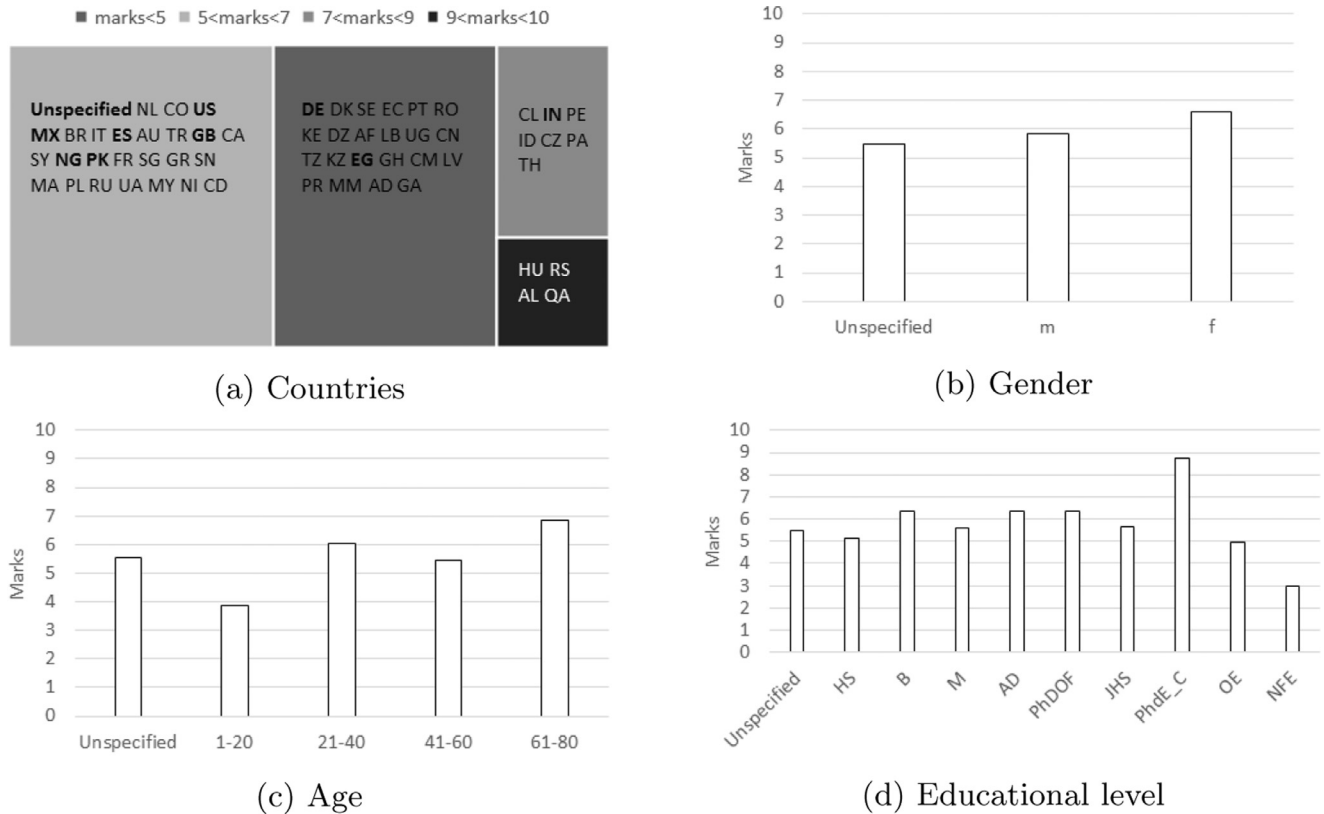 marks<5 5<marks<7 7<marks<9 9<marks<10
Unspecified NL CO US
MX BR IT ES AU TR GB CA
SY NG PK FR SG GR SN
MA PL RU UA MY NI CD
DE DK SE EC PT RO
KE DZ AF LB UG CN
TZ KZ EG GH CM LV
PR MM AD GA
CL IN PE
ID CZ PA
TH
HU RS
AL QA
(a) Countries
10
9
8
7
6
5
4
3
2
1
0
Marks
Unspecified m f
(b) Gender
10
9
8
7
6
5
4
3
2
1
0
Marks
Unspecified 1-20 21-40 41-60 61-80
(c) Age
10
9
8
7
6
5
4
3
2
1
0
Marks
Unspecified HS B M AD PhDOF JHS PhdE_C OE NFE
(d) Educational level